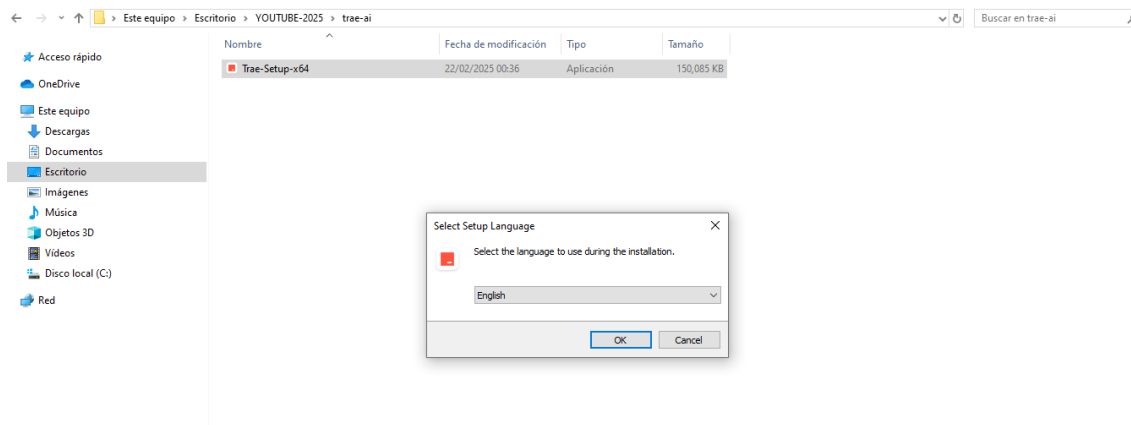 Este equipo > Escritorio > YOUTUBE-2025 > trae-ai
Buscar en trae-ai
Nombre Fecha de modificación Tipo Tamaño
Trae-Setup-x64 22/02/2025 00:36 Aplicación 150,085 KB
Acceso rápido
OneDrive
Este equipo
Descargas
Documentos
Escritorio
Imágenes
Música
Objetos 3D
Vídeos
Disco local (C:)
Red
Select Setup Language
Select the language to use during the installation.
English
OK Cancel